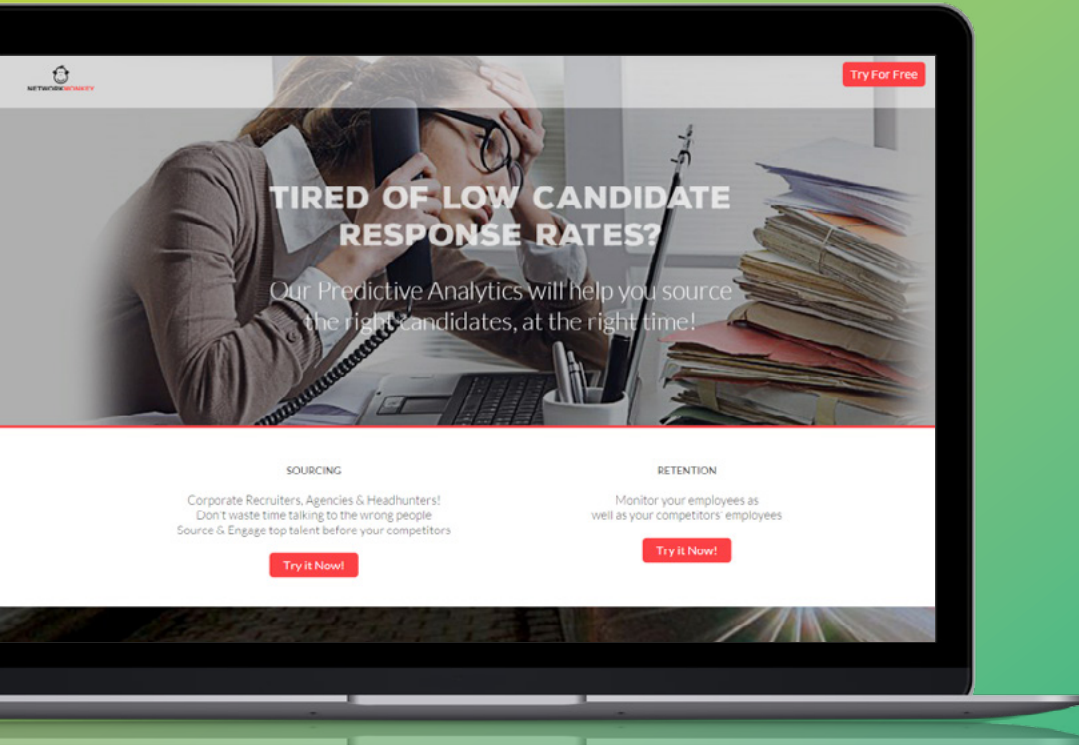 NETWORKMONKEY
Try For Free
TIRED OF LOW CANDIDATE
RESPONSE RATES?
Our Predictive Analytics will help you source
the right candidates, at the right time!
SOURCING
Corporate Recruiters, Agencies & Headhunters!
Don't waste time talking to the wrong people
Source & Engage top talent before your competitors
Try it Now!
RETENTION
Monitor your employees as
well as your competitors' employees
Try it Now!